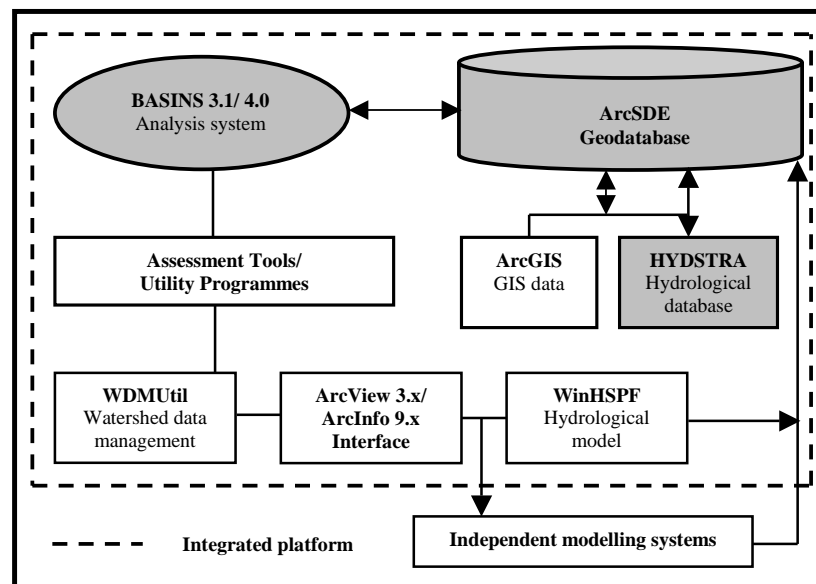 BASINS 3.1/ 4.0
Analysis system
ArcSDE
Geodatabase
Assessment Tools/
Utility Programmes
ArcGIS
GIS data
HYDSTRA
Hydrological
database
WDMUtil
Watershed data
management
ArcView 3.x/
ArcInfo 9.x
Interface
WinHSPF
Hydrological
model
Integrated platform
Independent modelling systems